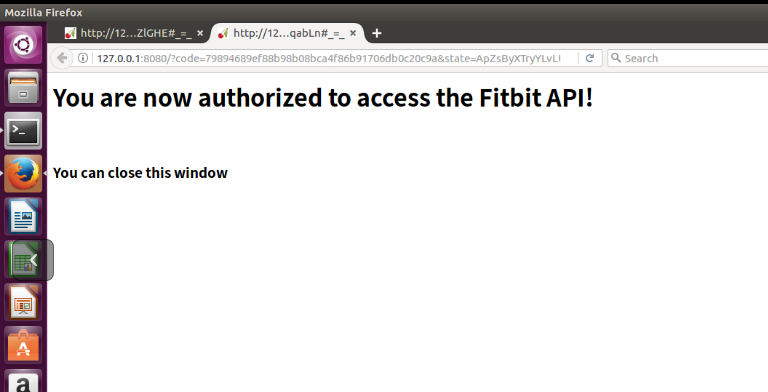 Mozilla Firefox
http://12...ZlGHE#_=_ ×
http://12...qabLn#_=_ × +
127.0.0.1:8080/?code=79894689ef88b98b08bca4f86b91706db0c20c9a&state=ApZsByXTryYLvL
Search
You are now authorized to access the Fitbit API!
You can close this window
>_
a